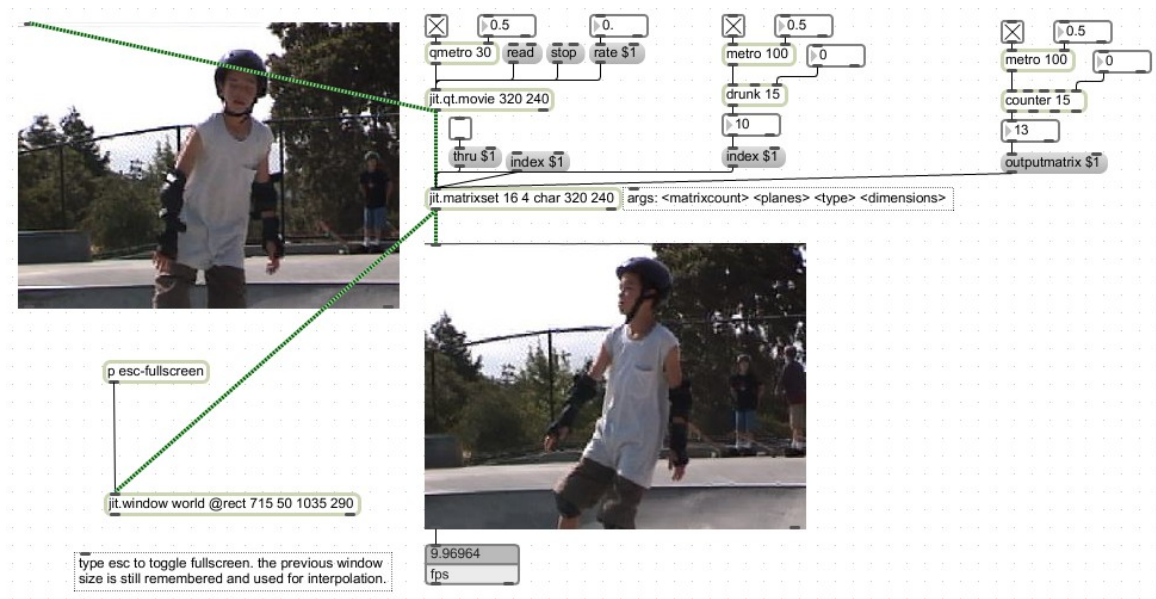 0.5
0.
qmetro 30
read
stop
rate $1
jit.qt.movie 320 240
thru $1
index $1
jit.matrixset 16 4 char 320 240
args: <matrixcount> <planes> <type> <dimensions>
0.5
metro 100
0
drunk 15
10
index $1
0.5
metro 100
0
counter 15
13
outputmatrix $1
p esc-fullscreen
jit.window world @rect 715 50 1035 290
type esc to toggle fullscreen. the previous window
size is still remembered and used for interpolation.
9.96964
fps